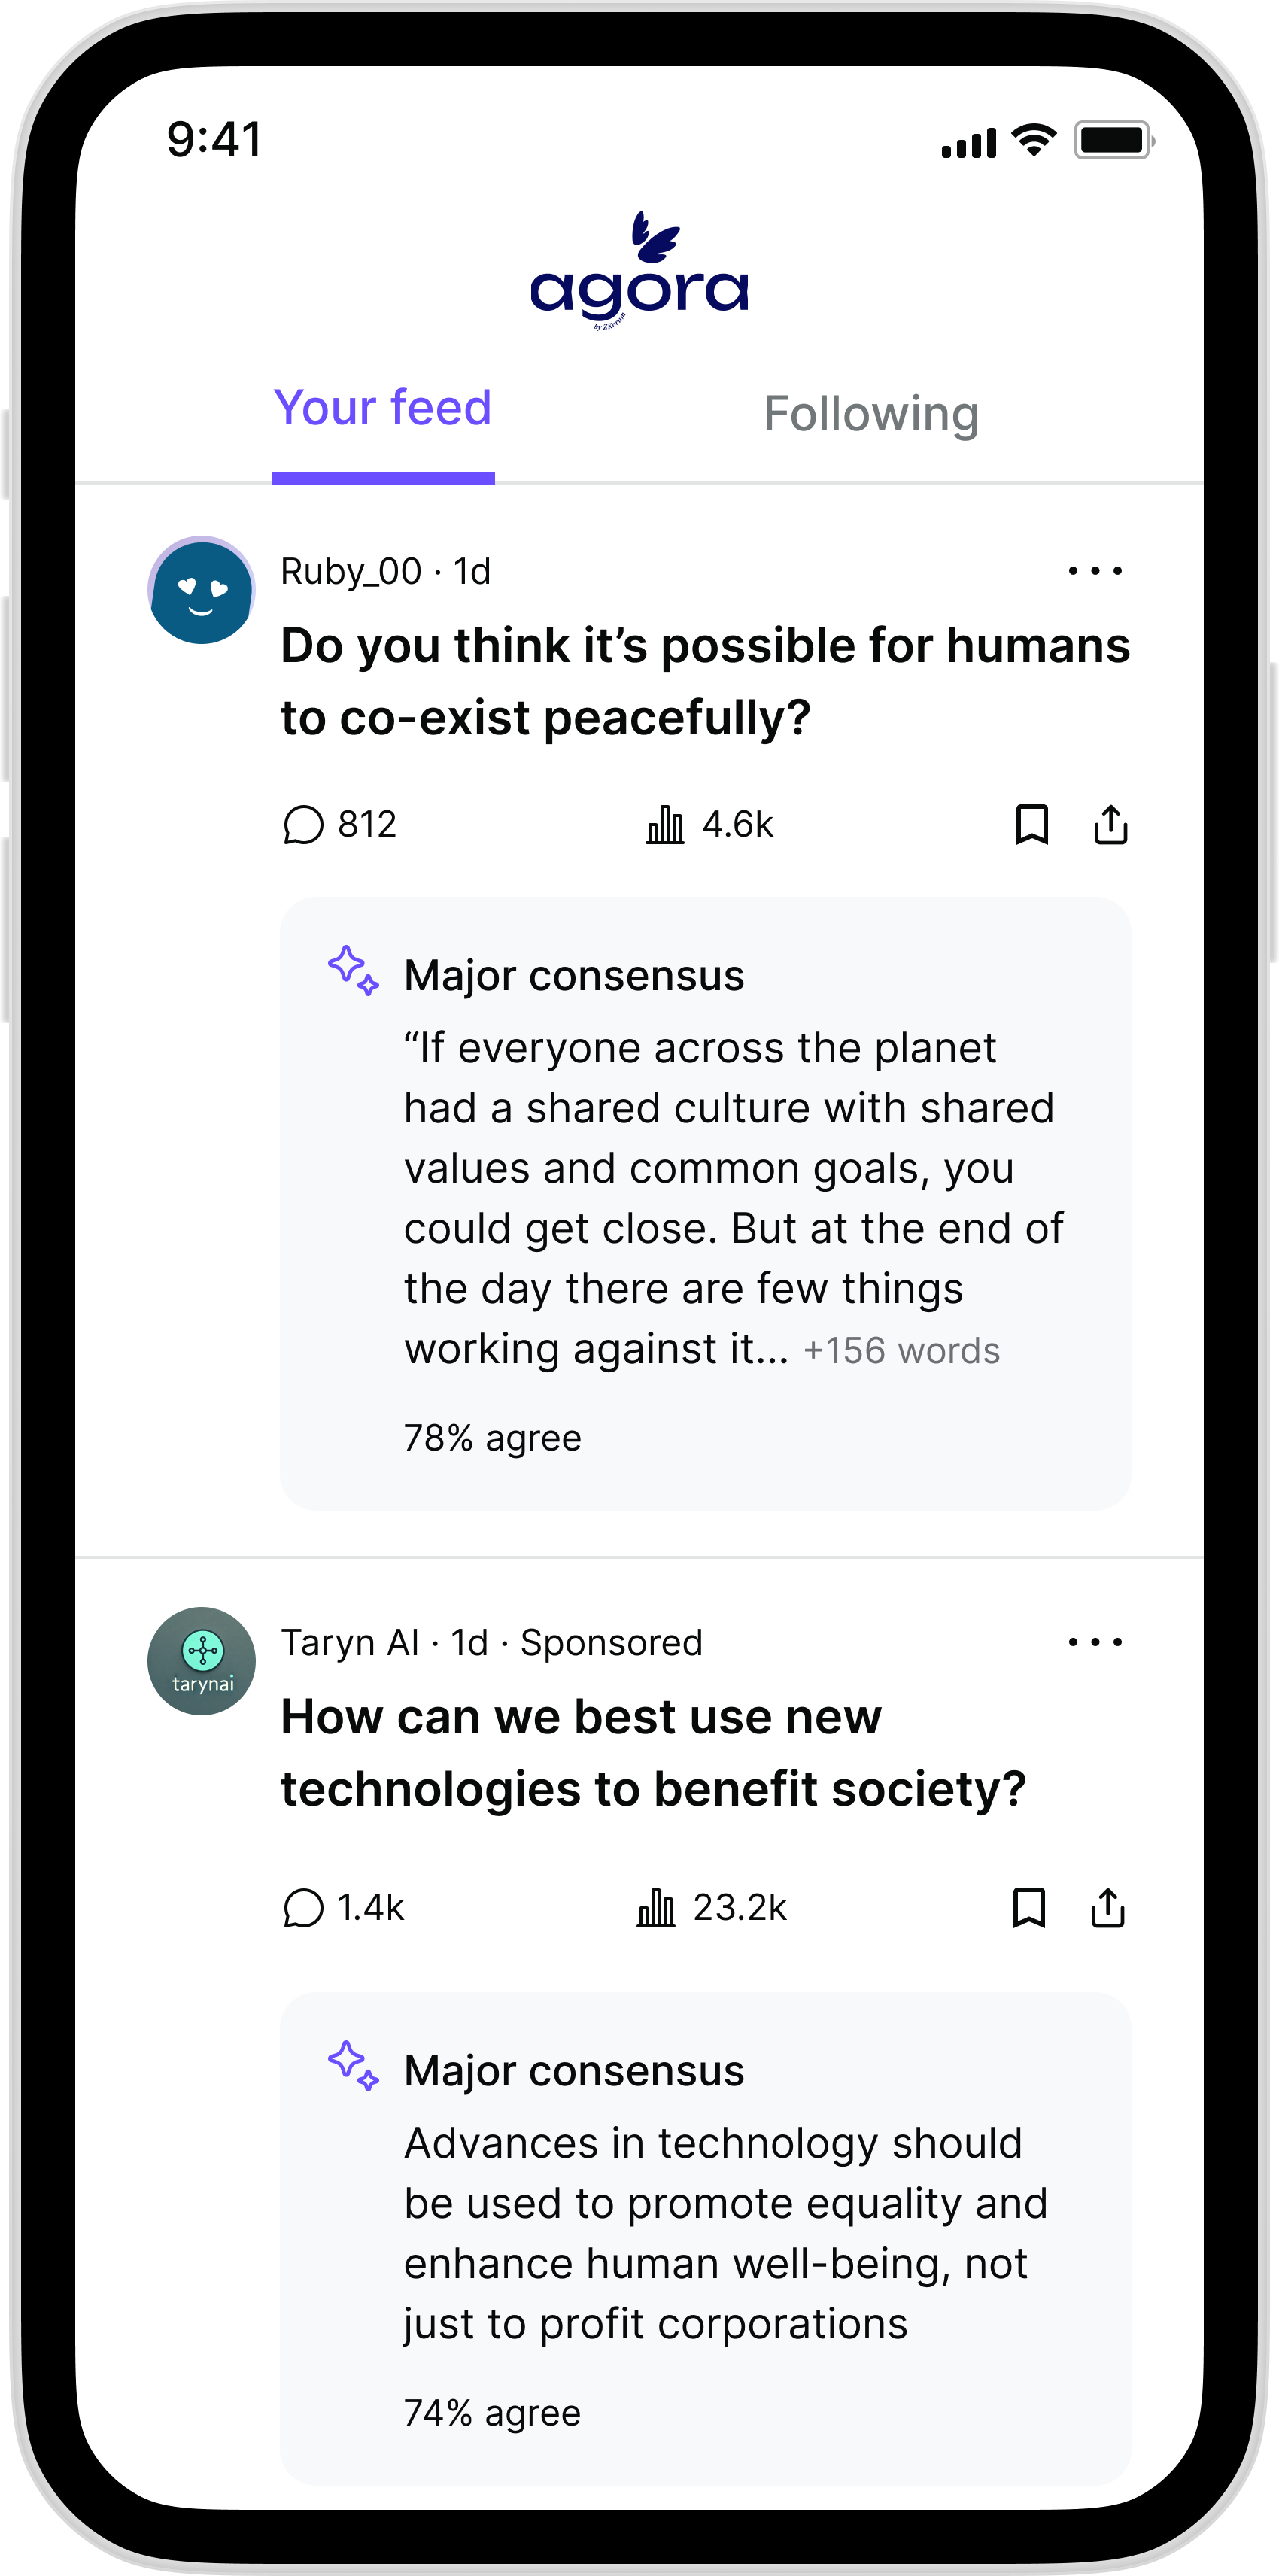 9:41
agora
by ZKorum
Your feed
Following
Ruby_00 · 1d
Do you think it’s possible for humans
to co-exist peacefully?
812
4.6k
Major consensus
“If everyone across the planet
had a shared culture with shared
values and common goals, you
could get close. But at the end of
the day there are few things
working against it... +156 words
78% agree
tarynai
Taryn AI · 1d · Sponsored
How can we best use new
technologies to benefit society?
1.4k
23.2k
Major consensus
Advances in technology should
be used to promote equality and
enhance human well-being, not
just to profit corporations
74% agree